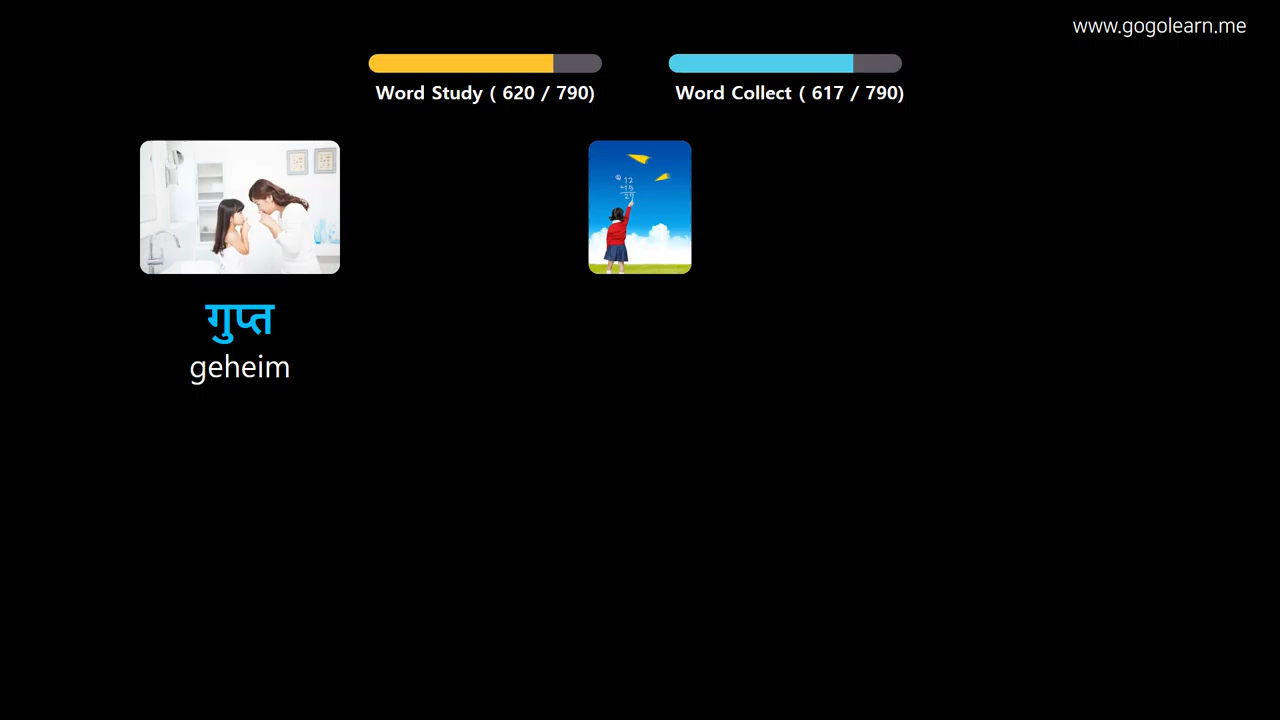 www.gogolearn.me
Word Study ( 620 / 790)
Word Collect ( 617 / 790)
गुप्त
geheim